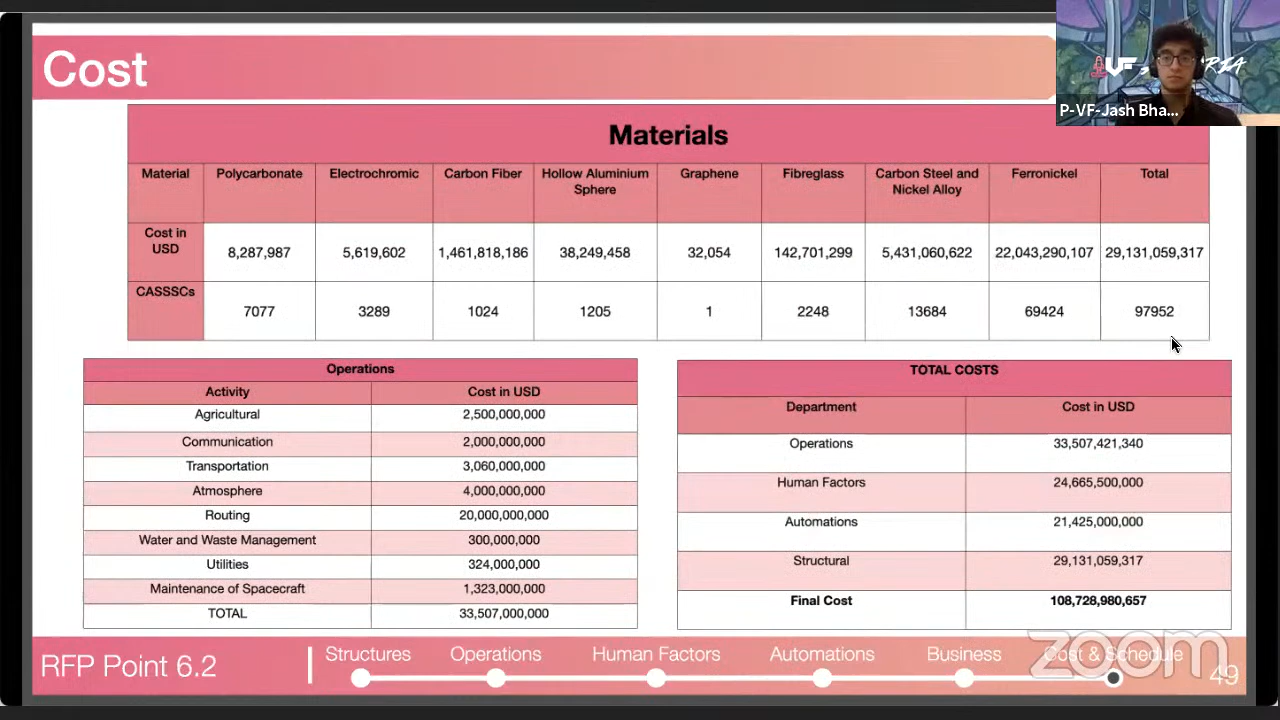 Cost
P-VF-Jash Bha...
Materials
Material Polycarbonate Electrochromic Carbon Fiber Hollow Aluminium Sphere Graphene Fibreglass Carbon Steel and Nickel Alloy Ferronickel Total
Cost in USD 8,287,987 5,619,602 1,461,818,186 38,249,458 32,054 142,701,299 5,431,060,622 22,043,290,107 29,131,059,317
CASSSCs 7077 3289 1024 1205 1 2248 13684 69424 97952
Operations
Activity Cost in USD
Agricultural 2,500,000,000
Communication 2,000,000,000
Transportation 3,060,000,000
Atmosphere 4,000,000,000
Routing 20,000,000,000
Water and Waste Management 300,000,000
Utilities 324,000,000
Maintenance of Spacecraft 1,323,000,000
TOTAL 33,507,000,000
TOTAL COSTS
Department Cost in USD
Operations 33,507,421,340
Human Factors 24,665,500,000
Automations 21,425,000,000
Structural 29,131,059,317
Final Cost 108,728,980,657
RFP Point 6.2
Structures Operations Human Factors Automations Business Cost & Schedule
zoom
49